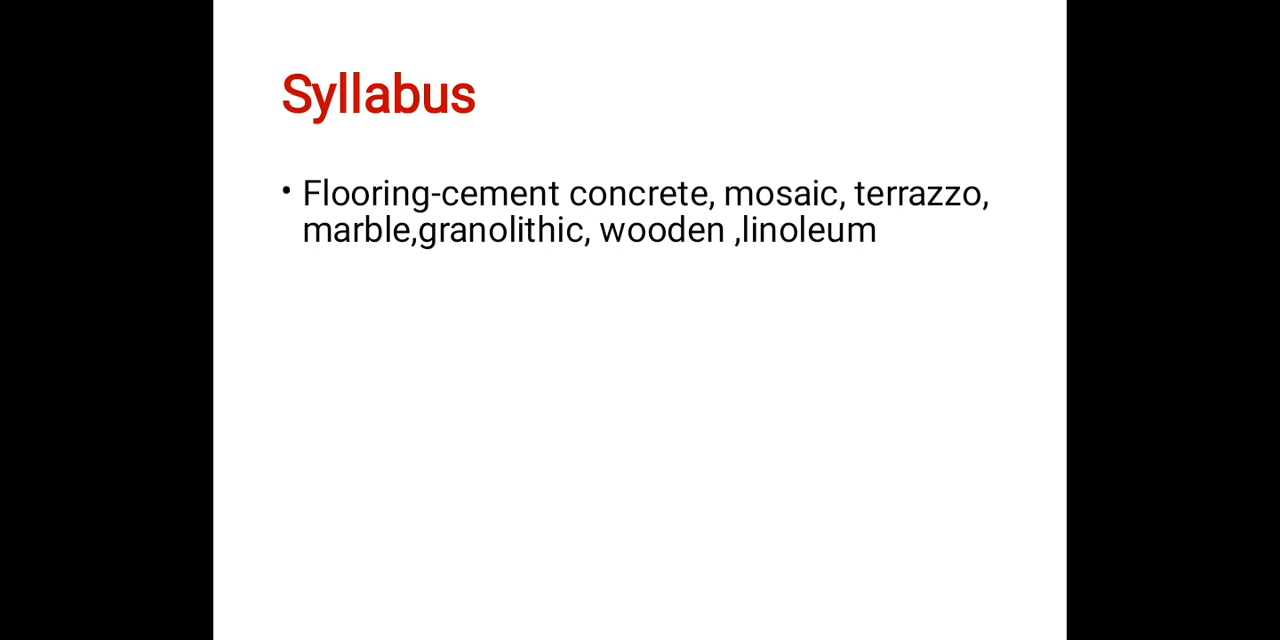 Syllabus
• Flooring-cement concrete, mosaic, terrazzo,
marble,granolithic, wooden ,linoleum